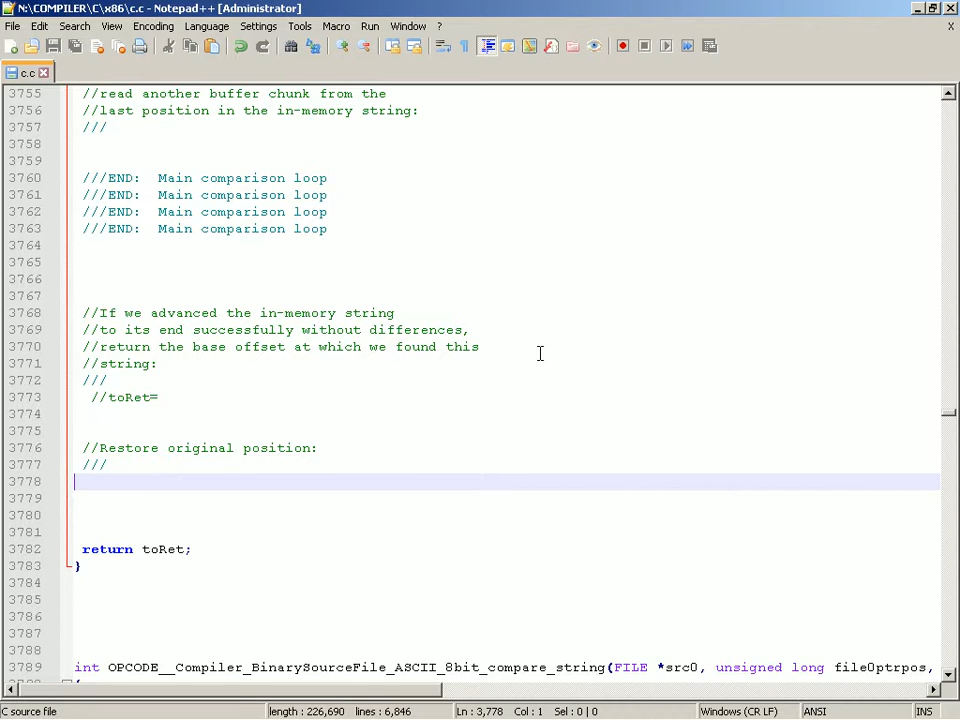 N:\COMPILER\C\x86\c.c - Notepad++ [Administrator]
File Edit Search View Encoding Language Settings Tools Macro Run Window ? X
c.c
3755 //read another buffer chunk from the
3756 //last position in the in-memory string:
3757 ///
3758
3759
3760 ///END:  Main comparison loop
3761 ///END:  Main comparison loop
3762 ///END:  Main comparison loop
3763 ///END:  Main comparison loop
3764
3765
3766
3767
3768 //If we advanced the in-memory string
3769 //to its end successfully without differences,
3770 //return the base offset at which we found this
3771 //string:
3772 ///
3773 //toRet=
3774
3775
3776 //Restore original position:
3777 ///
3778
3779
3780
3781
3782 return toRet;
3783 }
3784
3785
3786
3787
3788
3789 int OPCODE__Compiler_BinarySourceFile_ASCII_8bit_compare_string(FILE *src0, unsigned long file0ptrpos,
C source file length : 226,690 lines : 6,846 Ln : 3,778 Col : 1 Sel : 0 | 0 Windows (CR LF) ANSI INS